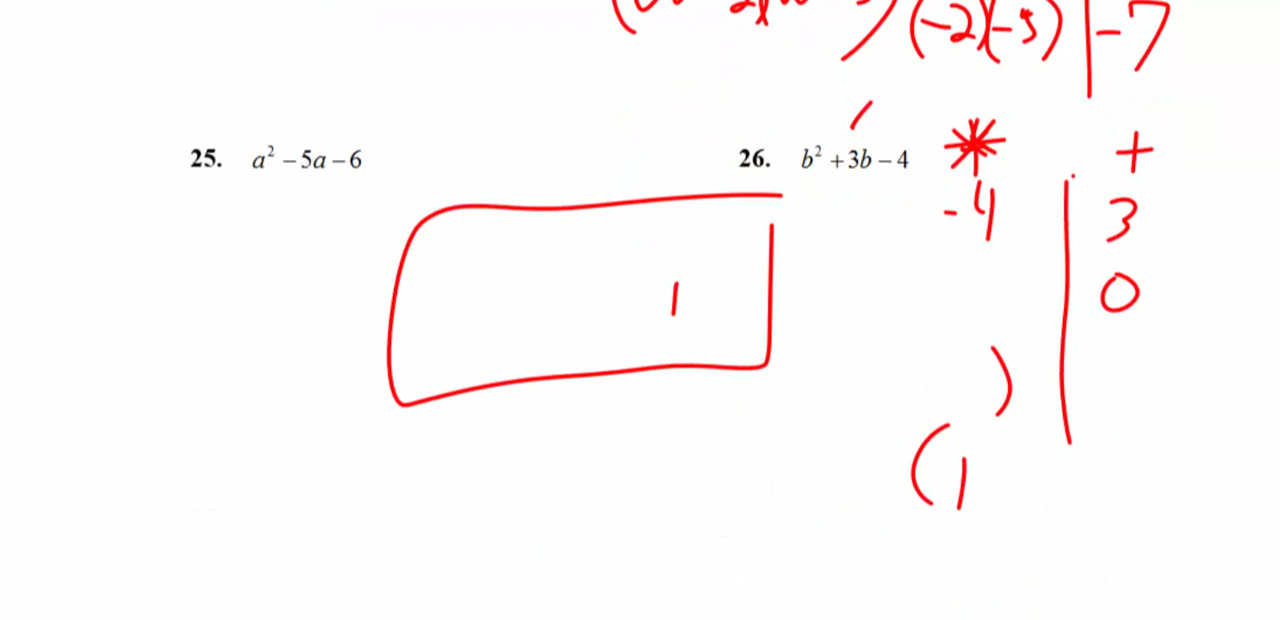 (-2)(-5) | -7
25. a² – 5a – 6
26. b² + 3b – 4
* | +
-4 | 3
0
)
(1
1